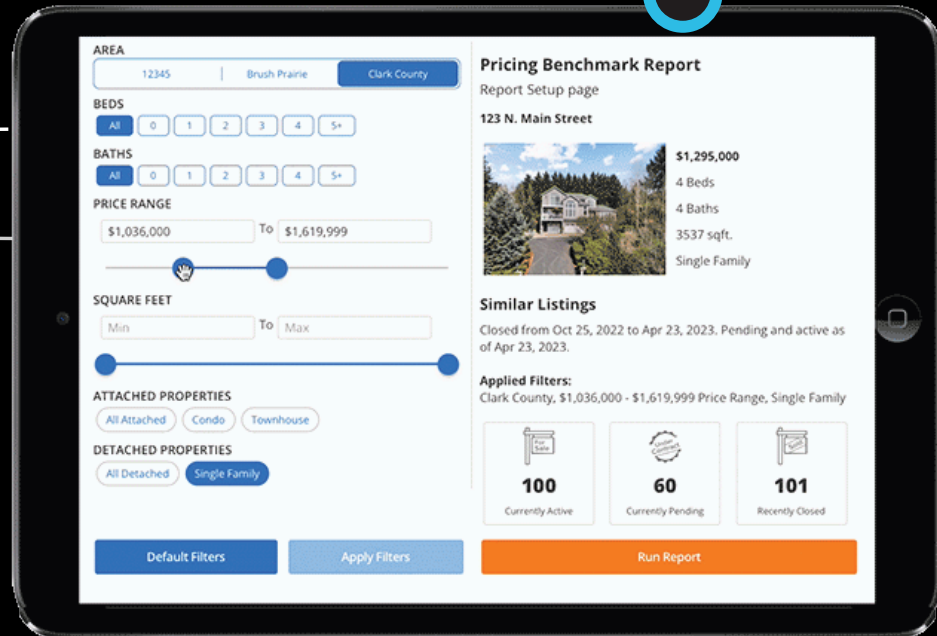 AREA
12345 Brush Prairie Clark County
BEDS
All 0 1 2 3 4 5+
BATHS
All 0 1 2 3 4 5+
PRICE RANGE
$1,036,000 To $1,619,999
SQUARE FEET
Min To Max
ATTACHED PROPERTIES
All Attached Condo Townhouse
DETACHED PROPERTIES
All Detached Single Family
Default Filters Apply Filters
Pricing Benchmark Report
Report Setup page
123 N. Main Street
$1,295,000
4 Beds
4 Baths
3537 sqft.
Single Family
Similar Listings
Closed from Oct 25, 2022 to Apr 23, 2023. Pending and active as
of Apr 23, 2023.
Applied Filters:
Clark County, $1,036,000 - $1,619,999 Price Range, Single Family
For
Sale
100
Currently Active
Under
Contract
60
Currently Pending
Sold
101
Recently Closed
Run Report